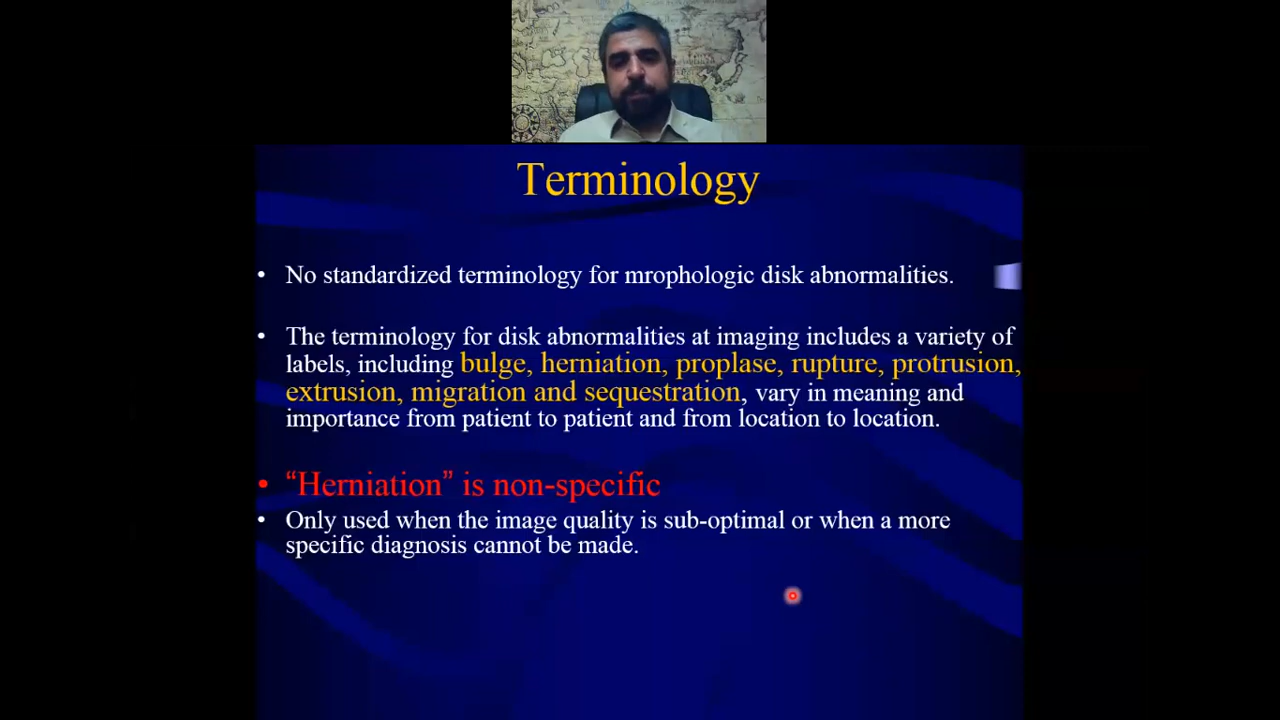 Terminology
• No standardized terminology for mrophologic disk abnormalities.
• The terminology for disk abnormalities at imaging includes a variety of
labels, including bulge, herniation, proplase, rupture, protrusion,
extrusion, migration and sequestration, vary in meaning and
importance from patient to patient and from location to location.
• “Herniation” is non-specific
• Only used when the image quality is sub-optimal or when a more
specific diagnosis cannot be made.